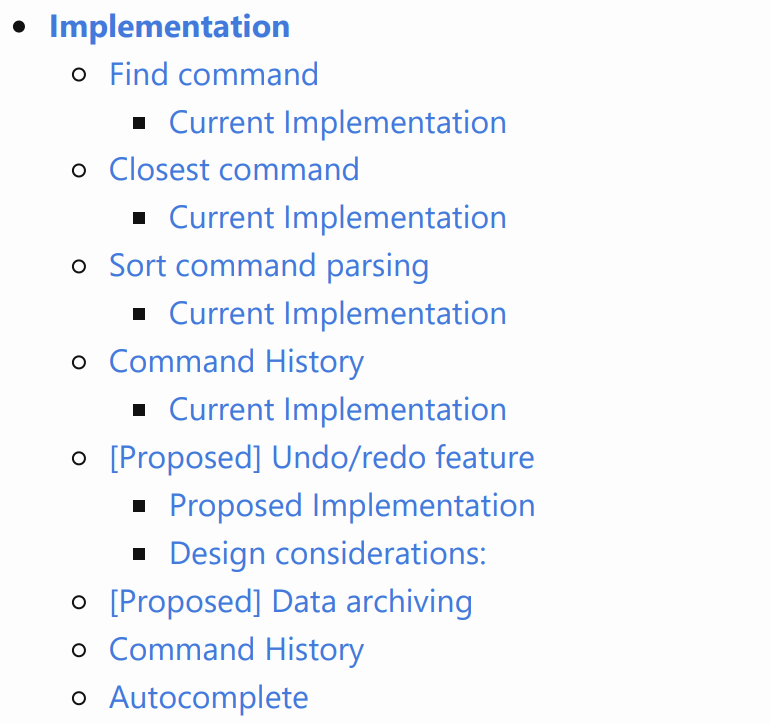 Implementation
Find command
Current Implementation
Closest command
Current Implementation
Sort command parsing
Current Implementation
Command History
Current Implementation
[Proposed] Undo/redo feature
Proposed Implementation
Design considerations:
[Proposed] Data archiving
Command History
Autocomplete